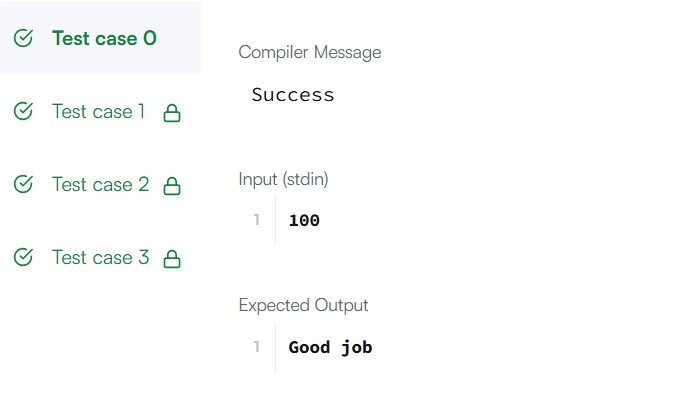 Test case 0
Test case 1
Test case 2
Test case 3
Compiler Message
Success
Input (stdin)
1 100
Expected Output
1 Good job